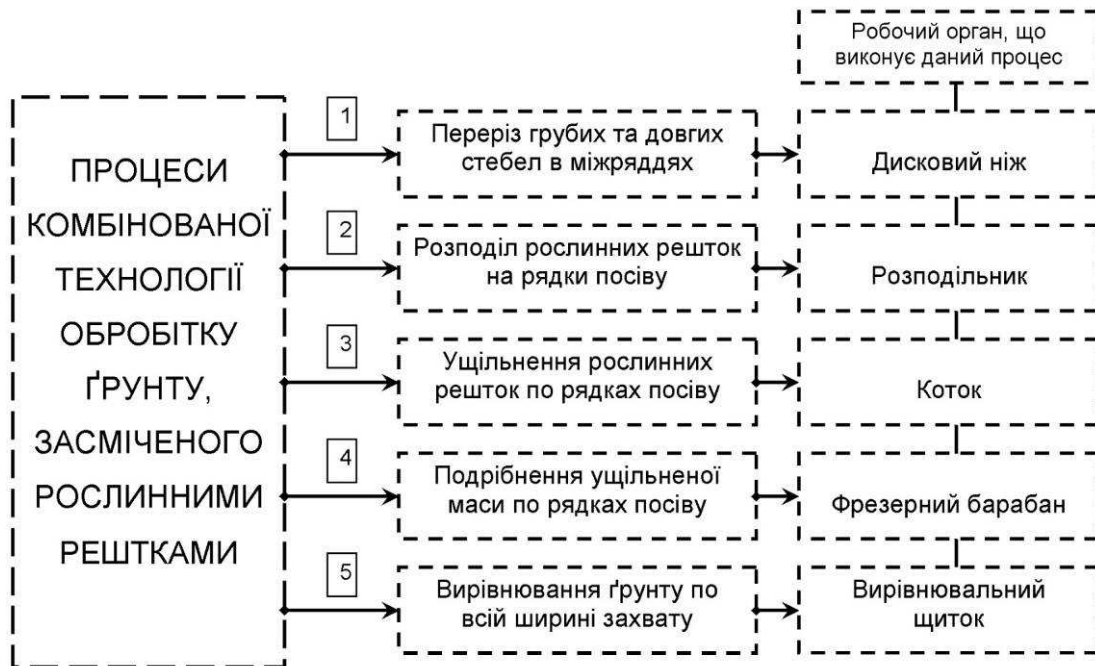 Робочий орган, що
виконує даний процес
ПРОЦЕСИ
КОМБІНОВАНОЇ
ТЕХНОЛОГІЇ
ОБРОБІТКУ
ҐРУНТУ,
ЗАСМІЧЕНОГО
РОСЛИННИМИ
РЕШТКАМИ
1
Переріз грубих та довгих
стебел в міжряддях
Дисковий ніж
2
Розподіл рослинних решток
на рядки посіву
Розподільник
3
Ущільнення рослинних
решток по рядках посіву
Коток
4
Подрібнення ущільненої
маси по рядках посіву
Фрезерний барабан
5
Вирівнювання ґрунту по
всій ширині захвату
Вирівнювальний
щиток